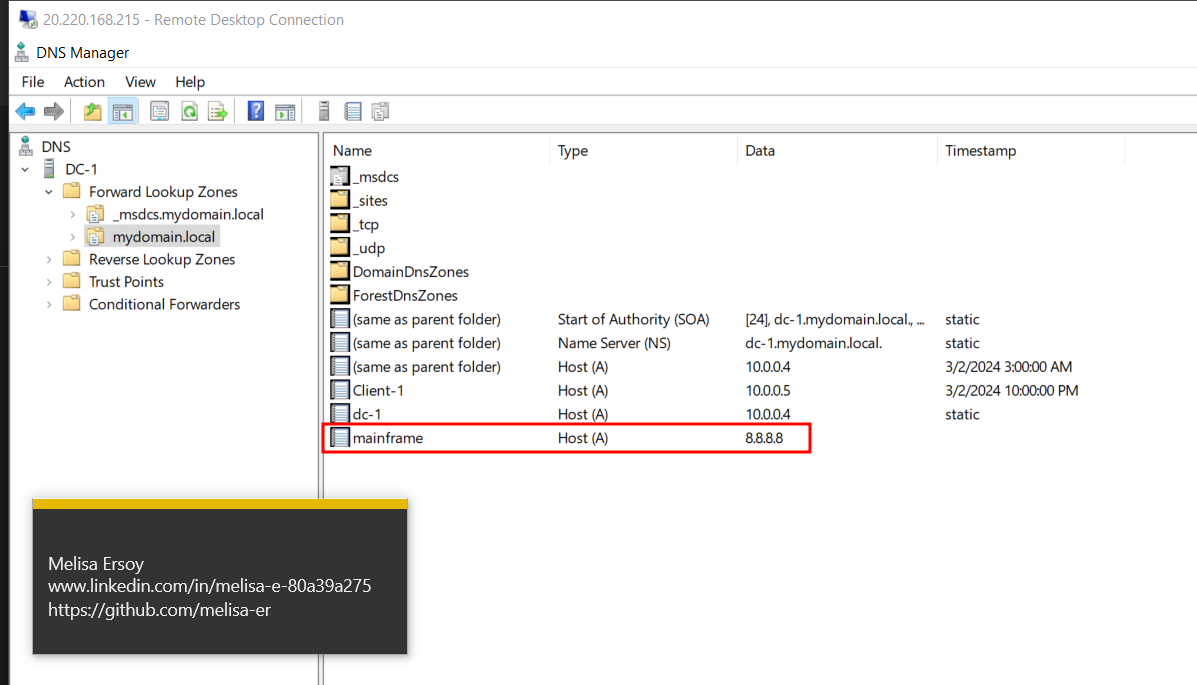 20.220.168.215 - Remote Desktop Connection
DNS Manager
File Action View Help
DNS
DC-1
Forward Lookup Zones
_msdcs.mydomain.local
mydomain.local
Reverse Lookup Zones
Trust Points
Conditional Forwarders
Name Type Data Timestamp
_msdcs
_sites
_tcp
_udp
DomainDnsZones
ForestDnsZones
(same as parent folder) Start of Authority (SOA) [24], dc-1.mydomain.local., ... static
(same as parent folder) Name Server (NS) dc-1.mydomain.local. static
(same as parent folder) Host (A) 10.0.0.4 3/2/2024 3:00:00 AM
Client-1 Host (A) 10.0.0.5 3/2/2024 10:00:00 PM
dc-1 Host (A) 10.0.0.4 static
mainframe Host (A) 8.8.8.8
Melisa Ersoy
www.linkedin.com/in/melisa-e-80a39a275
https://github.com/melisa-er